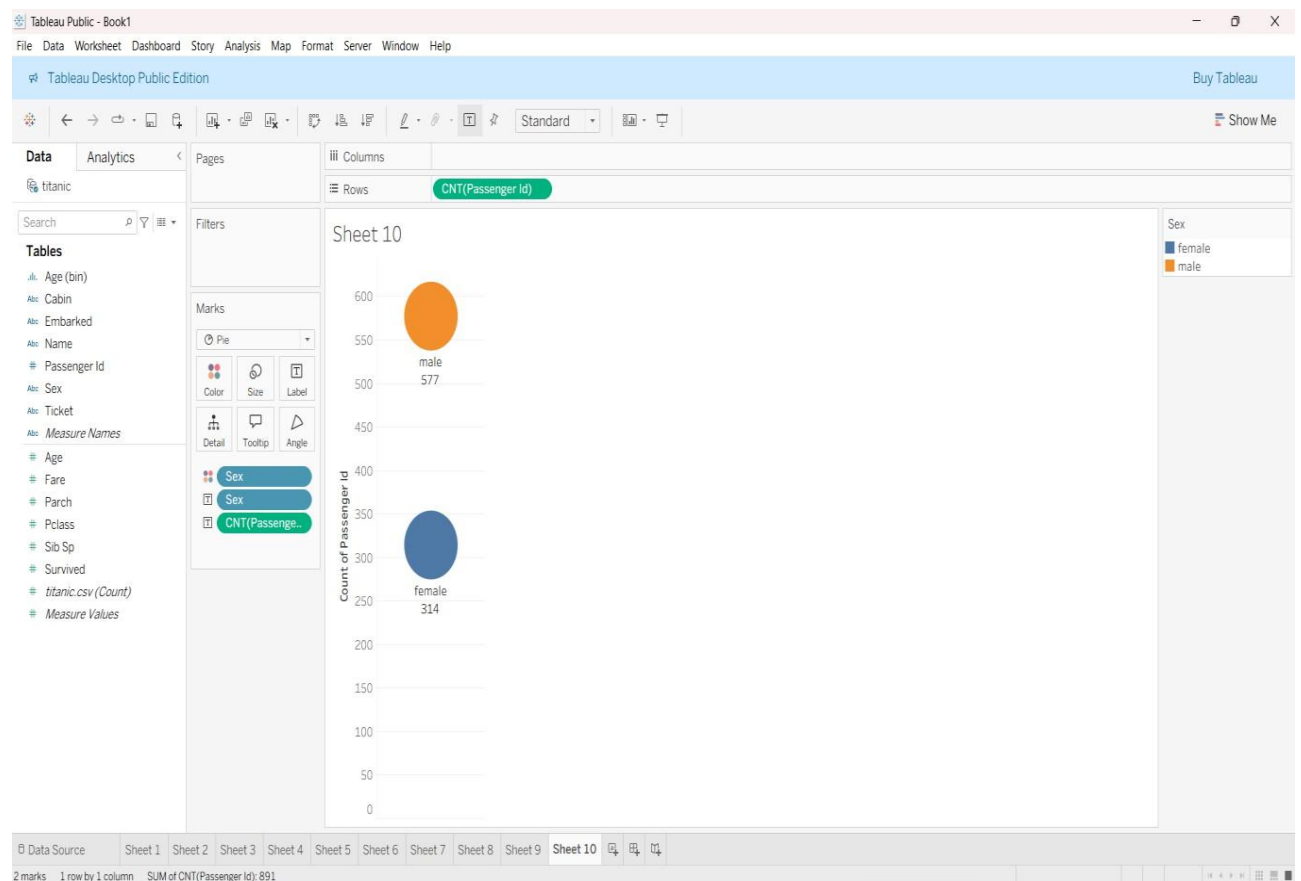 Tableau Public - Book1
File Data Worksheet Dashboard Story Analysis Map Format Server Window Help
Tableau Desktop Public Edition
Buy Tableau
Standard
Show Me
Data
Analytics
titanic
Search
Tables
Age (bin)
Abc Cabin
Abc Embarked
Abc Name
# Passenger Id
Abc Sex
Abc Ticket
Abc Measure Names
# Age
# Fare
# Parch
# Pclass
# Sib Sp
# Survived
# titanic.csv (Count)
# Measure Values
Pages
Filters
Marks
Pie
Color Size Label
Detail Tooltip Angle
Sex
Sex
CNT(Passenge..
Columns
Rows
CNT(Passenger Id)
Sheet 10
Count of Passenger Id
600
550
500
450
400
350
300
250
200
150
100
50
0
male
577
female
314
Sex
female
male
Data Source Sheet 1 Sheet 2 Sheet 3 Sheet 4 Sheet 5 Sheet 6 Sheet 7 Sheet 8 Sheet 9 Sheet 10
2 marks 1 row by 1 column SUM of CNT(Passenger Id): 891